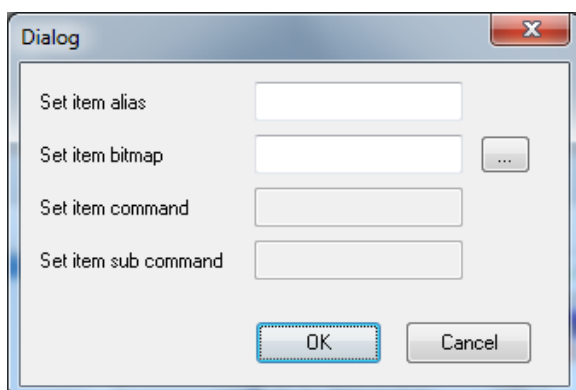 Dialog
Set item alias
Set item bitmap
...
Set item command
Set item sub command
OK
Cancel